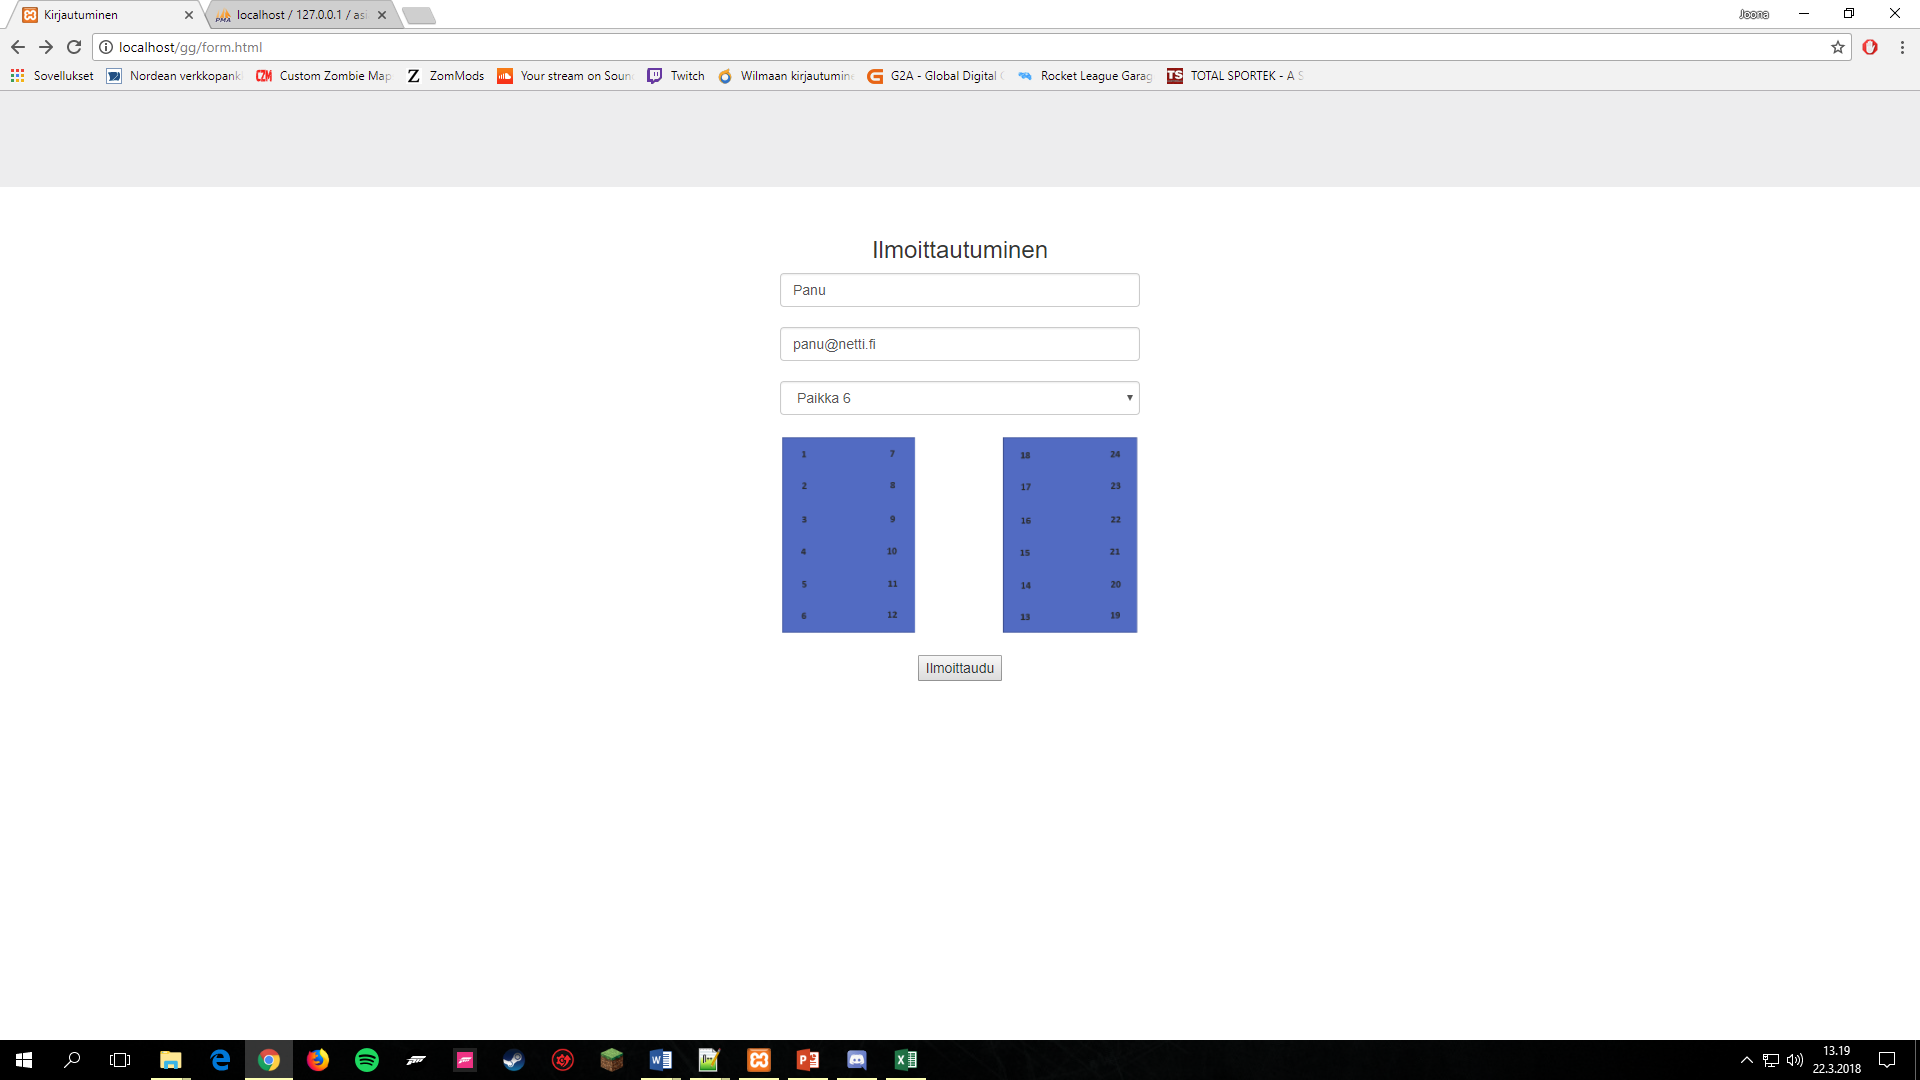 Kirjautuminen
localhost / 127.0.0.1 / asi
Joona
localhost/gg/form.html
Sovellukset
Nordean verkkopank
Custom Zombie Map
ZomMods
Your stream on Soun
Twitch
Wilmaan kirjautumine
G2A - Global Digital
Rocket League Garag
TOTAL SPORTEK - A S
Ilmoittautuminen
Panu
panu@netti.fi
Paikka 6
1 7 18 24
2 8 17 23
3 9 16 22
4 10 15 21
5 11 14 20
6 12 13 19
Ilmoittaudu
13.19
22.3.2018